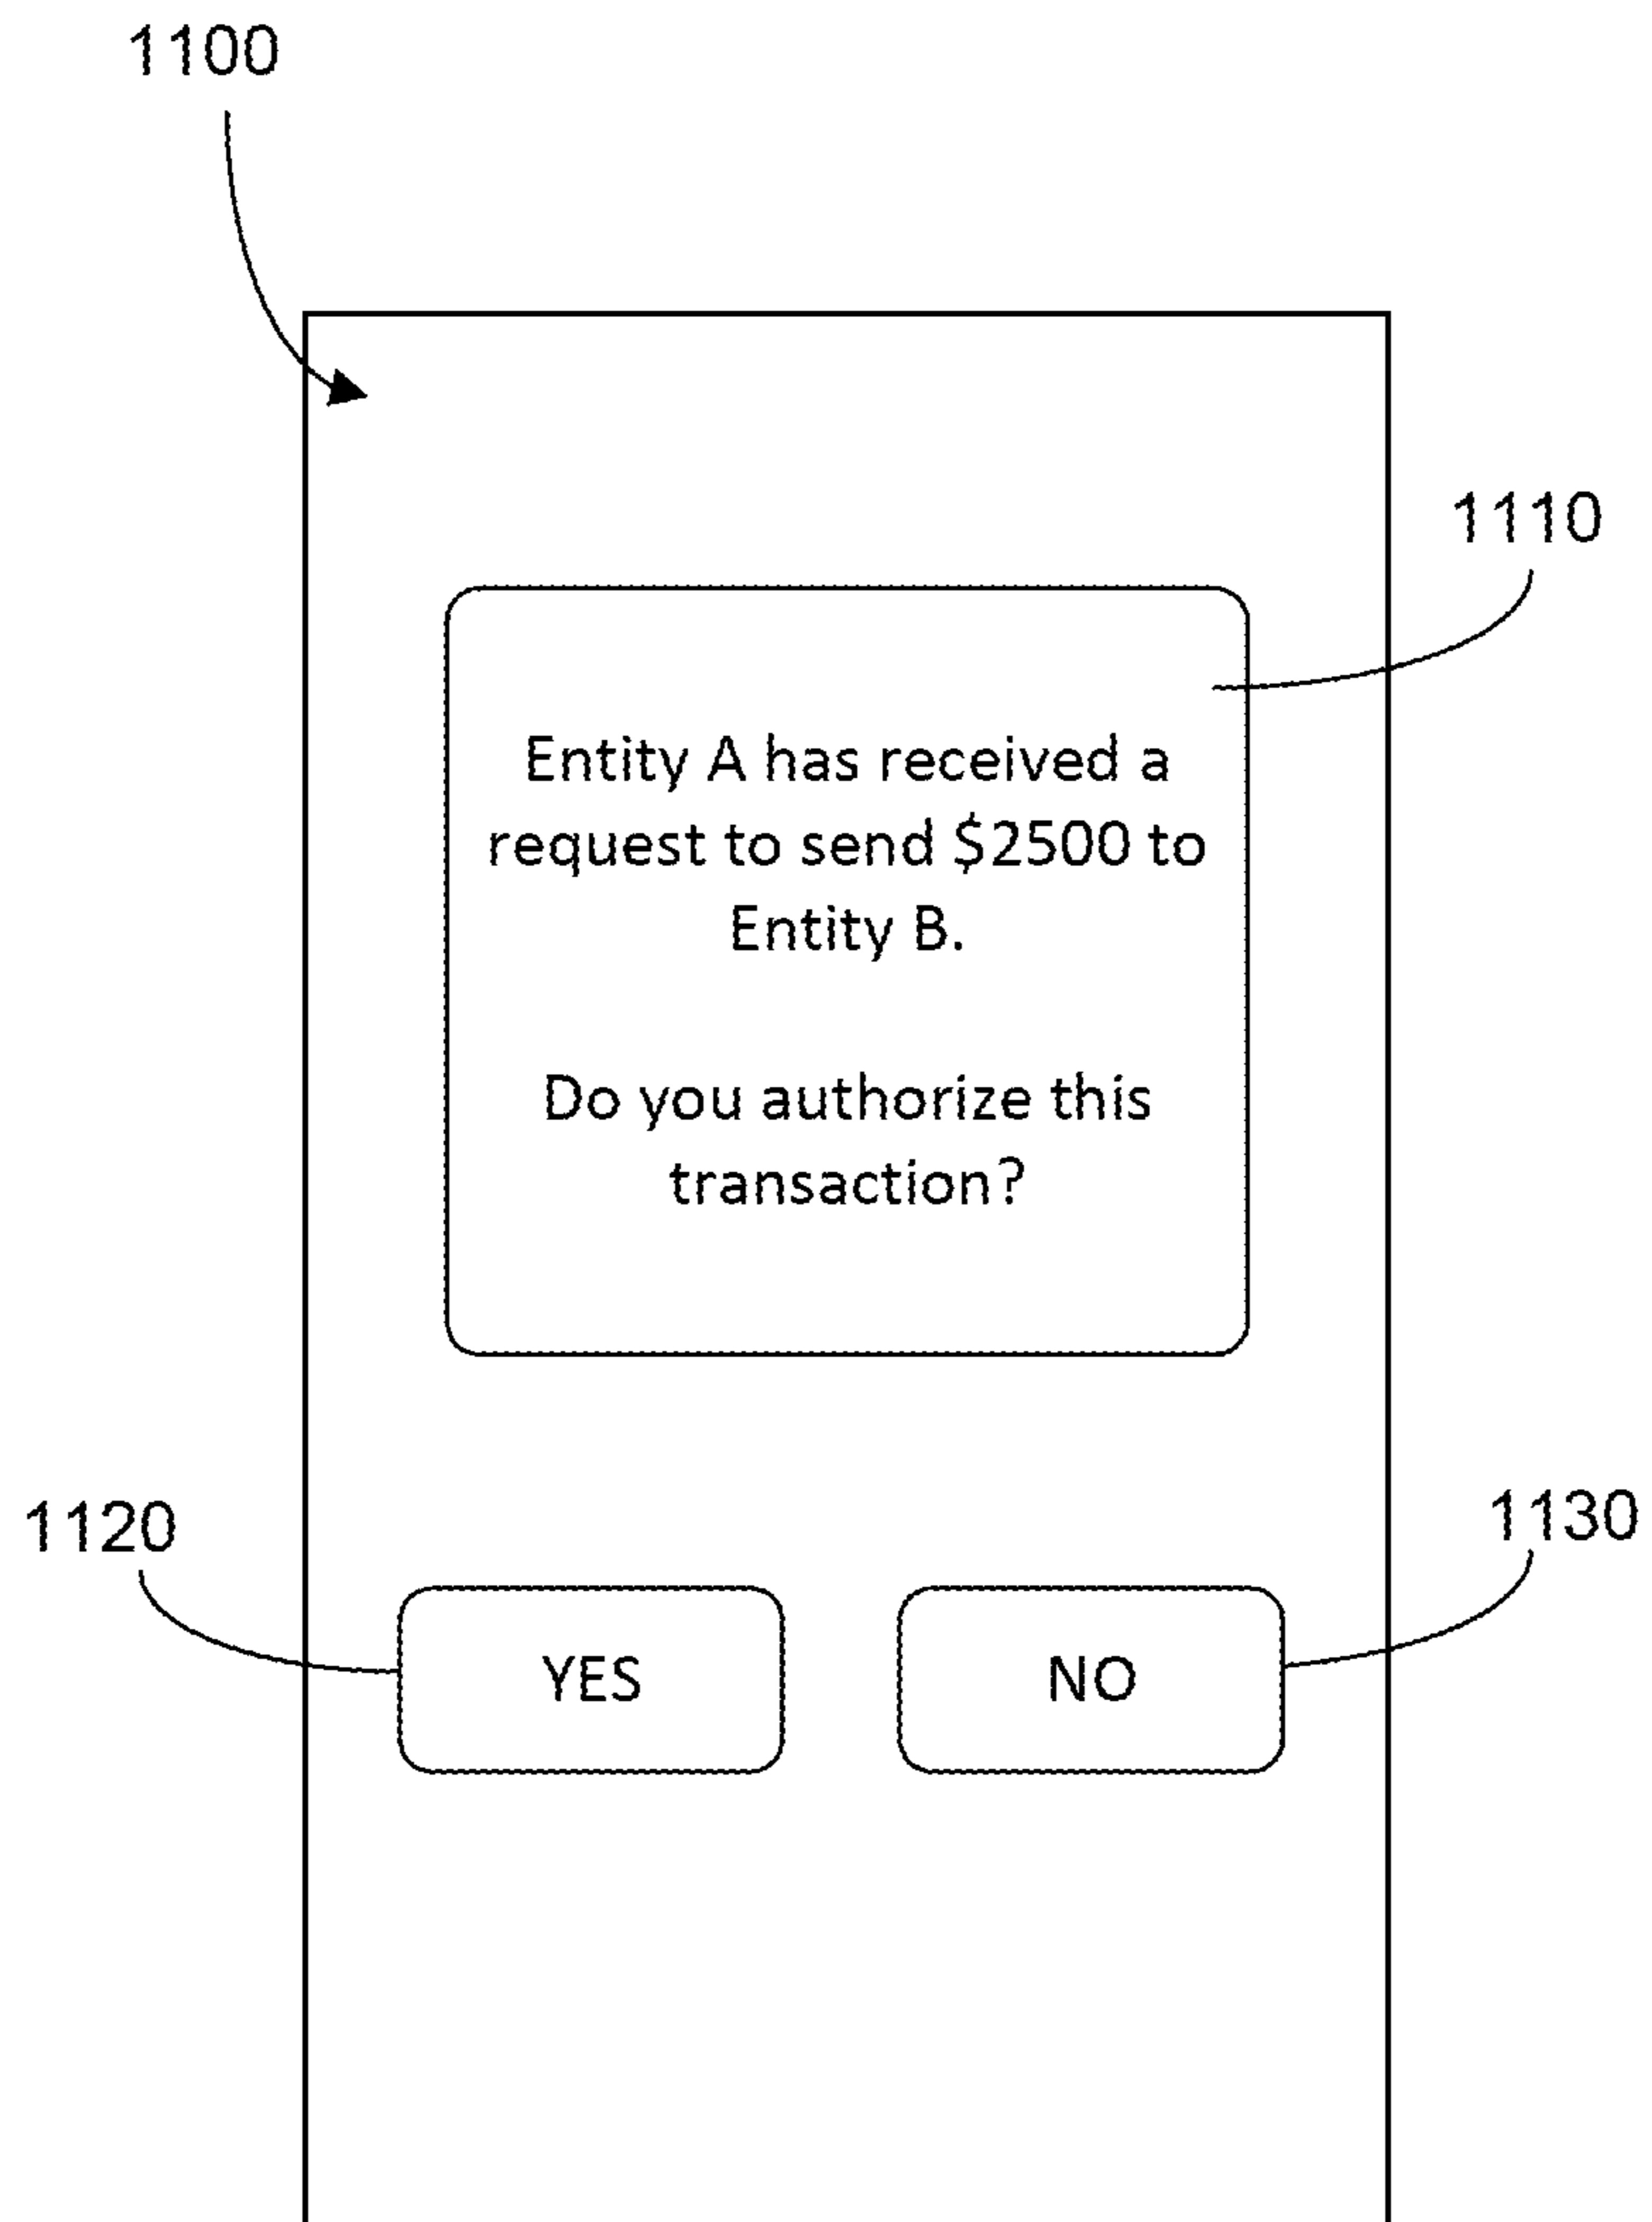 1100
1110
Entity A has received a
request to send $2500 to
Entity B.
Do you authorize this
transaction?
1120
1130
YES
NO